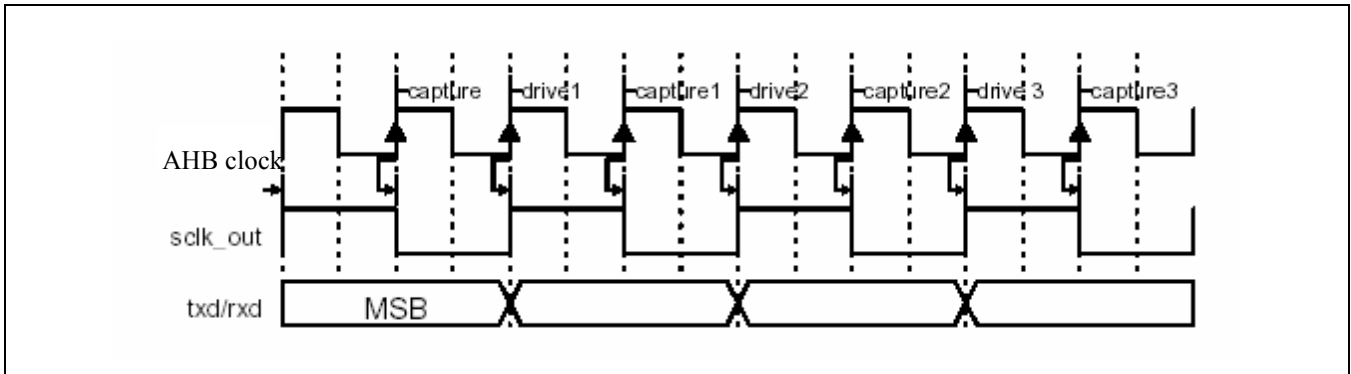 capture drive1 capture1 drive2 capture2 drive 3 capture3
AHB clock
sclk_out
txd/rxd MSB